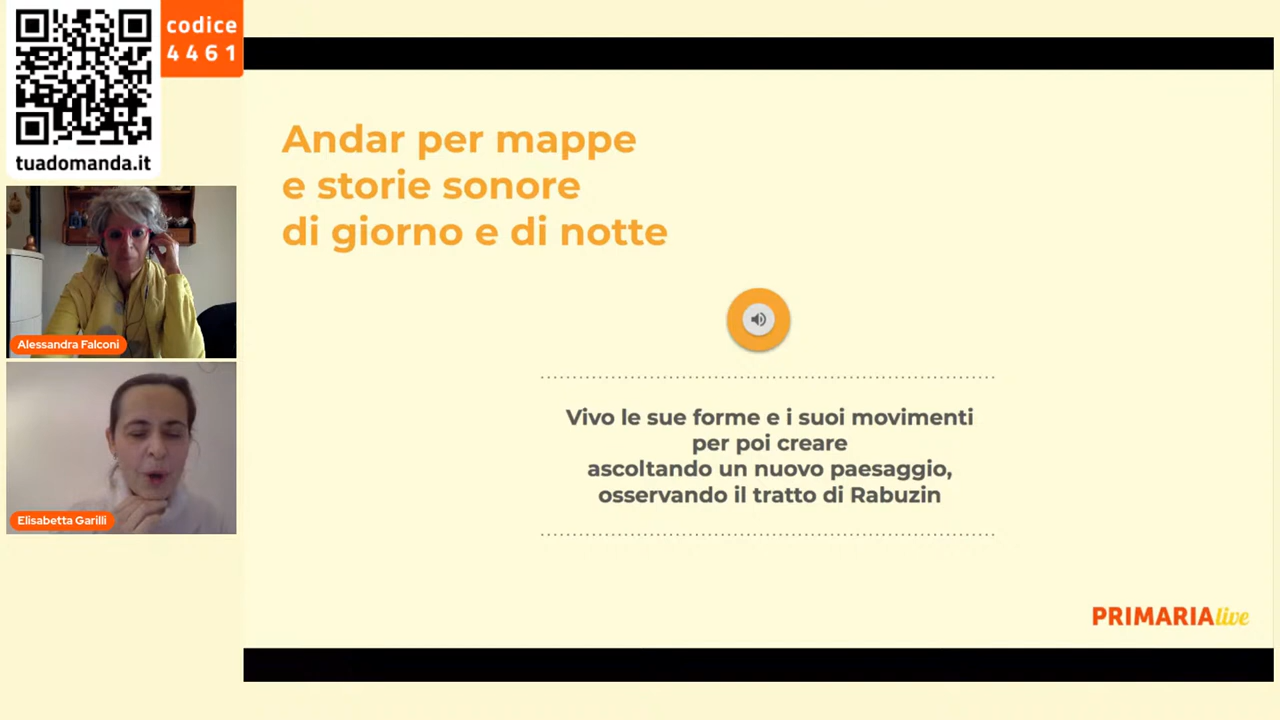 codice
4461
tuadomanda.it
Alessandra Falconi
Elisabetta Garilli
Andar per mappe
e storie sonore
di giorno e di notte
Vivo le sue forme e i suoi movimenti
per poi creare
ascoltando un nuovo paesaggio,
osservando il tratto di Rabuzin
PRIMARIAlive